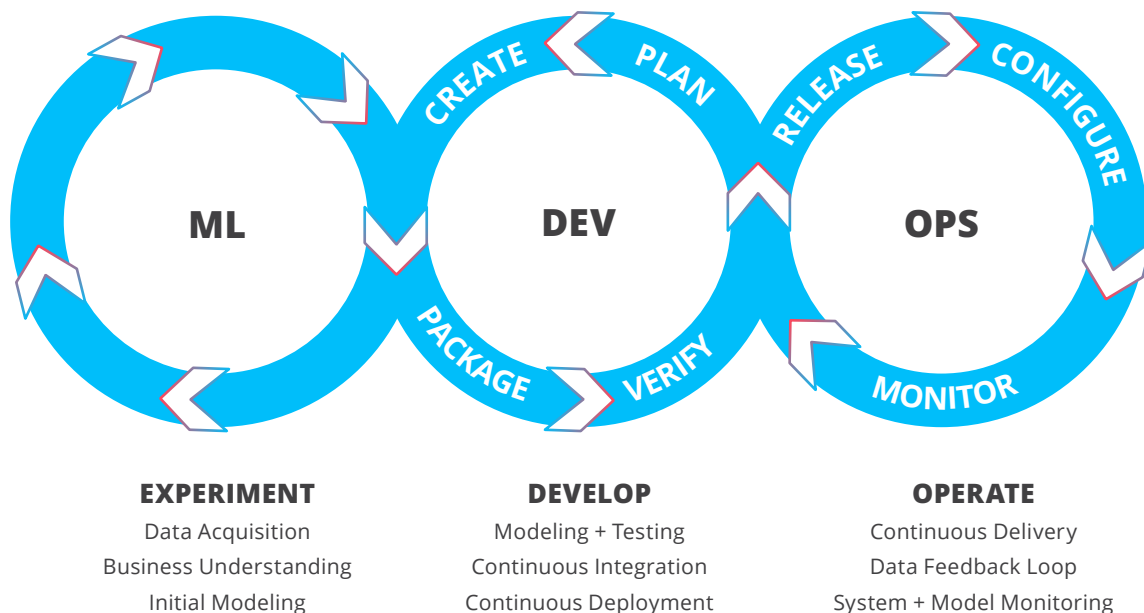 CREATE
PLAN
RELEASE
CONFIGURE
ML
DEV
OPS
PACKAGE
VERIFY
MONITOR
EXPERIMENT
Data Acquisition
Business Understanding
Initial Modeling
DEVELOP
Modeling + Testing
Continuous Integration
Continuous Deployment
OPERATE
Continuous Delivery
Data Feedback Loop
System + Model Monitoring